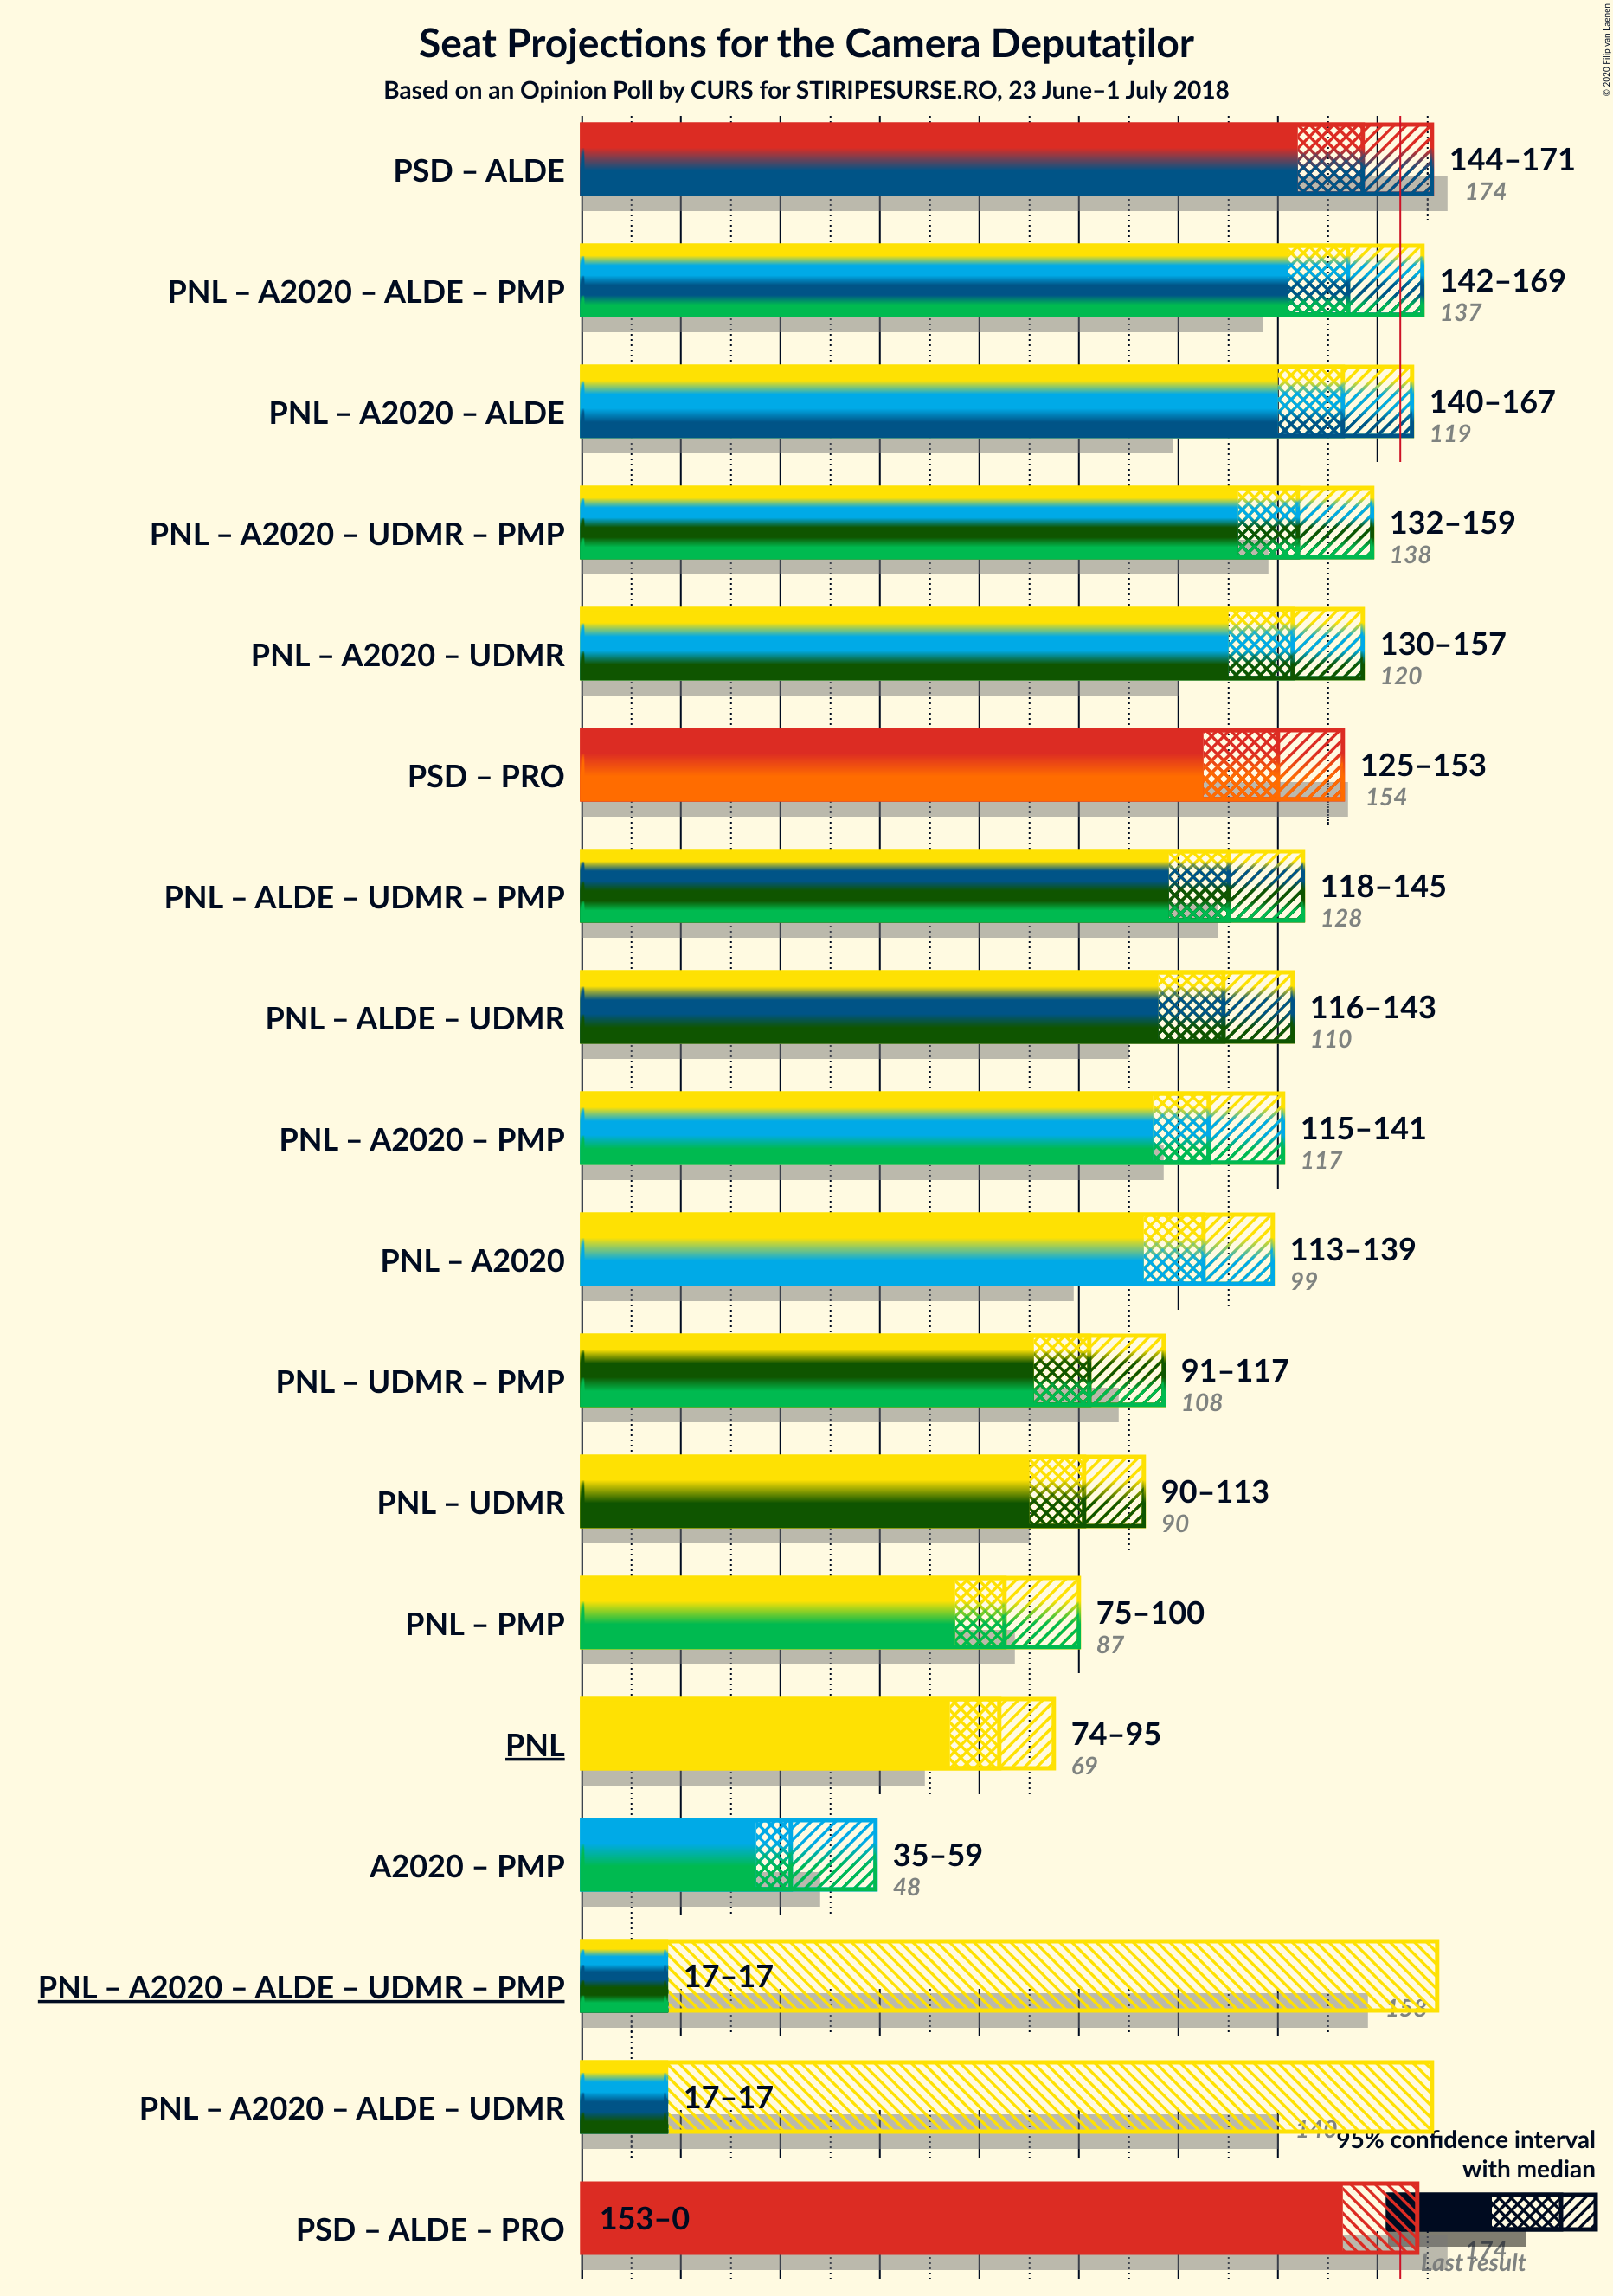 Seat Projections for the Camera Deputaților
Based on an Opinion Poll by CURS for STIRIPESURSE.RO, 23 June–1 July 2018
© 2020 Filip van Laenen
PSD – ALDE
144–171
174
PNL – A2020 – ALDE – PMP
142–169
137
PNL – A2020 – ALDE
140–167
119
PNL – A2020 – UDMR – PMP
132–159
138
PNL – A2020 – UDMR
130–157
120
PSD – PRO
125–153
154
PNL – ALDE – UDMR – PMP
118–145
128
PNL – ALDE – UDMR
116–143
110
PNL – A2020 – PMP
115–141
117
PNL – A2020
113–139
99
PNL – UDMR – PMP
91–117
108
PNL – UDMR
90–113
90
PNL – PMP
75–100
87
PNL
74–95
69
A2020 – PMP
35–59
48
PNL – A2020 – ALDE – UDMR – PMP
17–17
158
PNL – A2020 – ALDE – UDMR
17–17
140
95% confidence interval
with median
PSD – ALDE – PRO
153–0
174
Last result